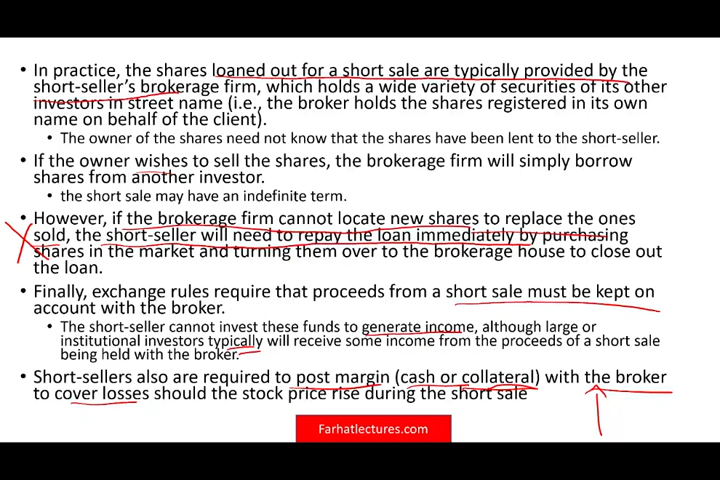 • In practice, the shares loaned out for a short sale are typically provided by the
short-seller's brokerage firm, which holds a wide variety of securities of its other
investors in street name (i.e., the broker holds the shares registered in its own
name on behalf of the client).
• The owner of the shares need not know that the shares have been lent to the short-seller.
• If the owner wishes to sell the shares, the brokerage firm will simply borrow
shares from another investor.
• the short sale may have an indefinite term.
• However, if the brokerage firm cannot locate new shares to replace the ones
sold, the short-seller will need to repay the loan immediately by purchasing
shares in the market and turning them over to the brokerage house to close out
the loan.
• Finally, exchange rules require that proceeds from a short sale must be kept on
account with the broker.
• The short-seller cannot invest these funds to generate income, although large or
institutional investors typically will receive some income from the proceeds of a short sale
being held with the broker.
• Short-sellers also are required to post margin (cash or collateral) with the broker
to cover losses should the stock price rise during the short sale
Farhatlectures.com